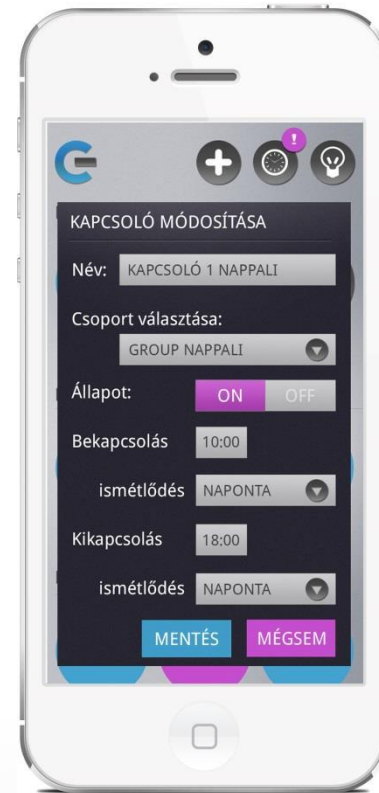 !
KAPCSOLÓ MÓDOSÍTÁSA
Név: KAPCSOLÓ 1 NAPPALI
Csoport választása:
GROUP NAPPALI
Állapot: ON OFF
Bekapcsolás 10:00
ismétlődés NAPONTA
Kikapcsolás 18:00
ismétlődés NAPONTA
MENTÉS MÉGSEM